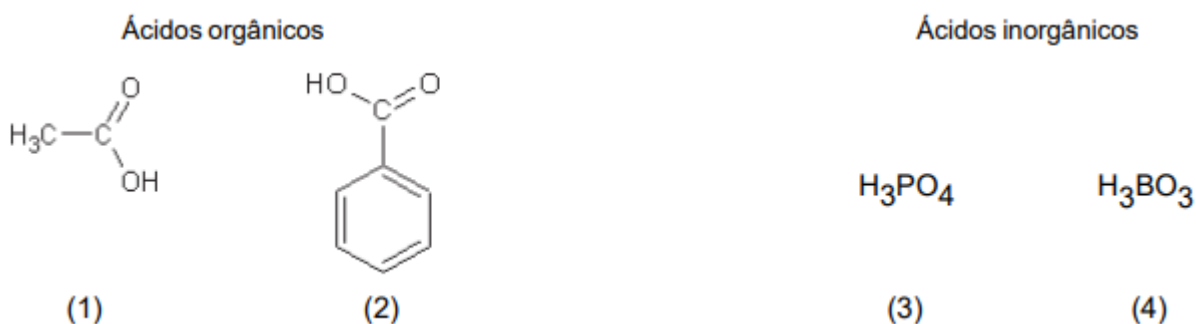 Ácidos orgânicos Ácidos inorgânicos
O
H₃C C
OH
HO O
C
H₃PO₄ H₃BO₃
(1) (2) (3) (4)